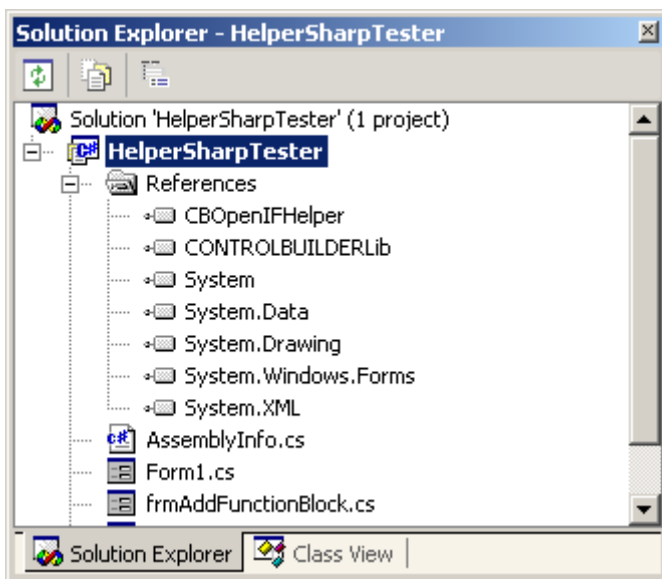 Solution Explorer - HelperSharpTester
Solution 'HelperSharpTester' (1 project)
HelperSharpTester
References
CBOpenIFHelper
CONTROLBUILDERLib
System
System.Data
System.Drawing
System.Windows.Forms
System.XML
AssemblyInfo.cs
Form1.cs
frmAddFunctionBlock.cs
Solution Explorer Class View